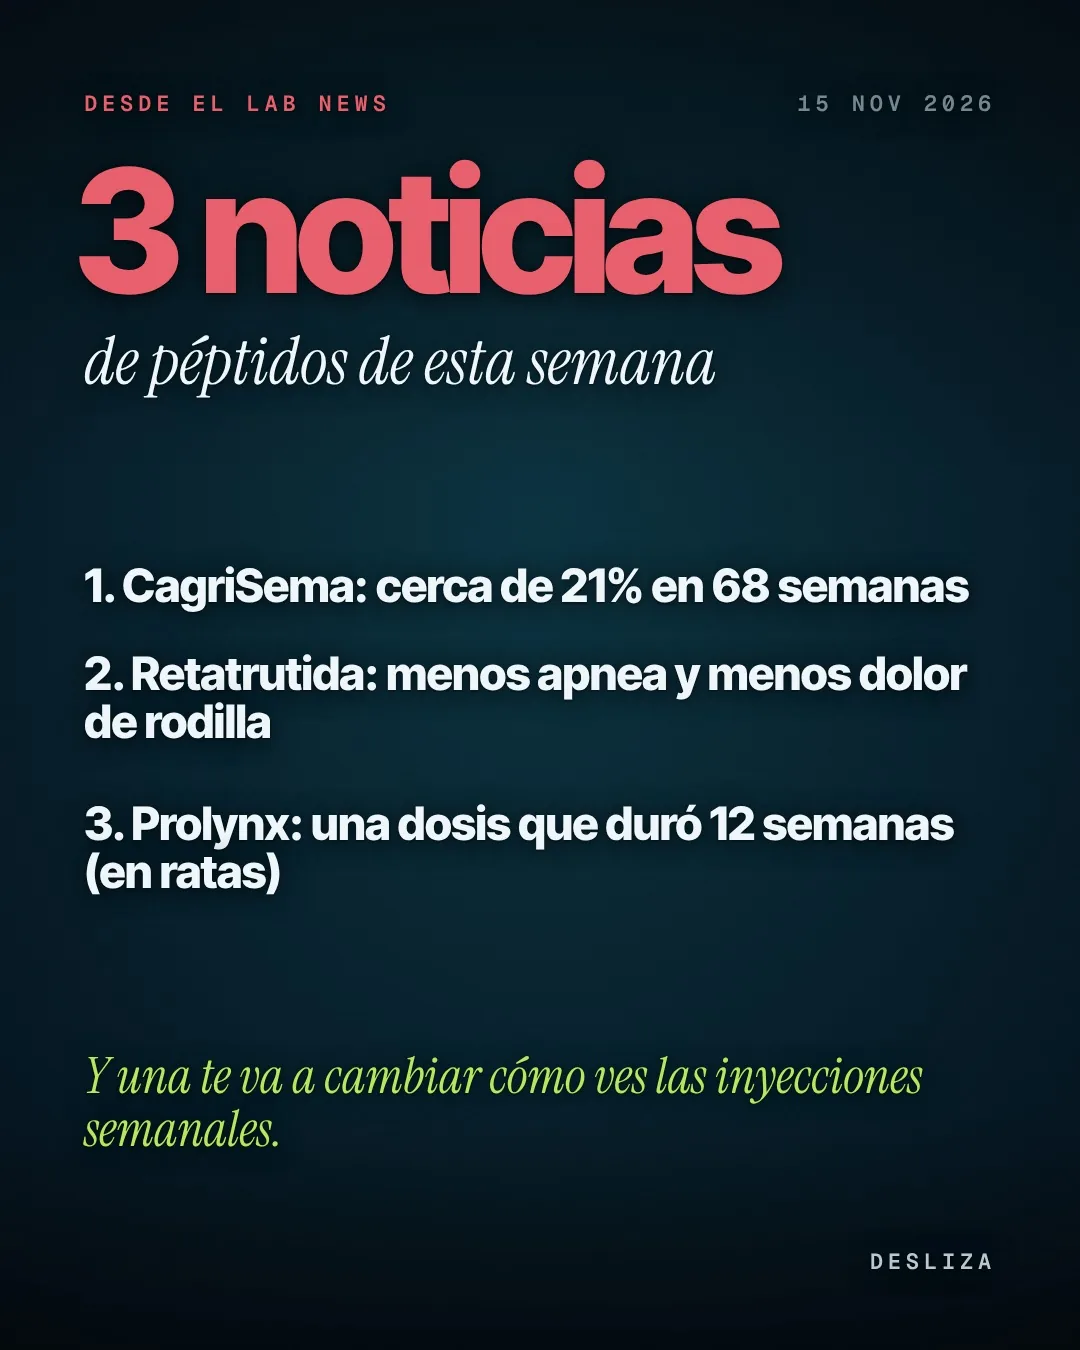 DESDE EL LAB NEWS
15 NOV 2026
3 noticias
de péptidos de esta semana
1. CagriSema: cerca de 21% en 68 semanas
2. Retatrutida: menos apnea y menos dolor
de rodilla
3. Prolynx: una dosis que duró 12 semanas
(en ratas)
Y una te va a cambiar cómo ves las inyecciones
semanales.
DESLIZA